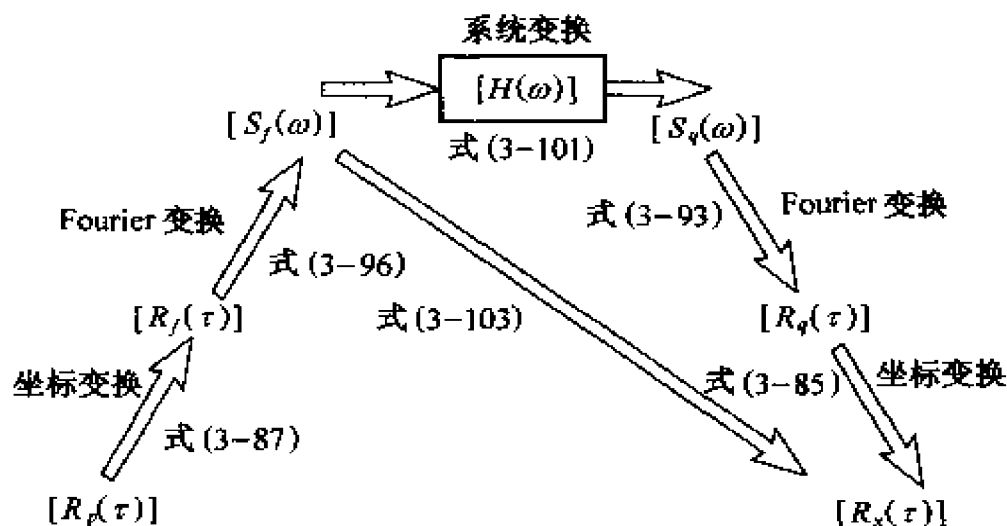 系统变换
[H(ω)]
[S_f(ω)]
[S_q(ω)]
式(3-101)
Fourier 变换
式(3-93)
Fourier 变换
式(3-96)
[R_f(τ)]
式(3-103)
[R_q(τ)]
坐标变换
式(3-85)
坐标变换
式(3-87)
[R_p(τ)]
[R_x(τ)]